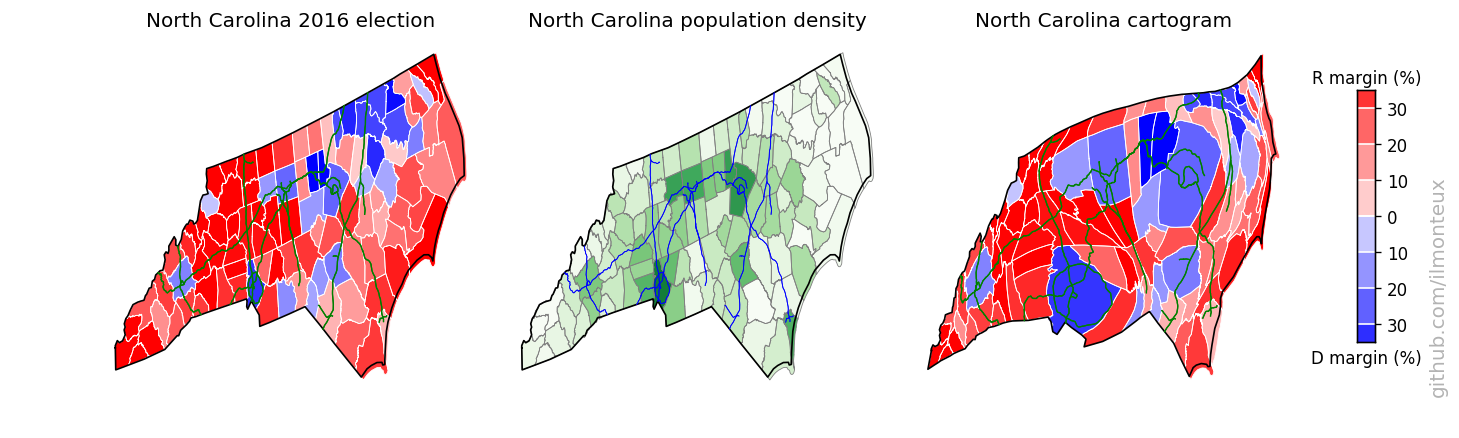 North Carolina 2016 election
North Carolina population density
North Carolina cartogram
R margin (%)
30
20
10
0
10
20
30
D margin (%)
github.com/ilmonteux